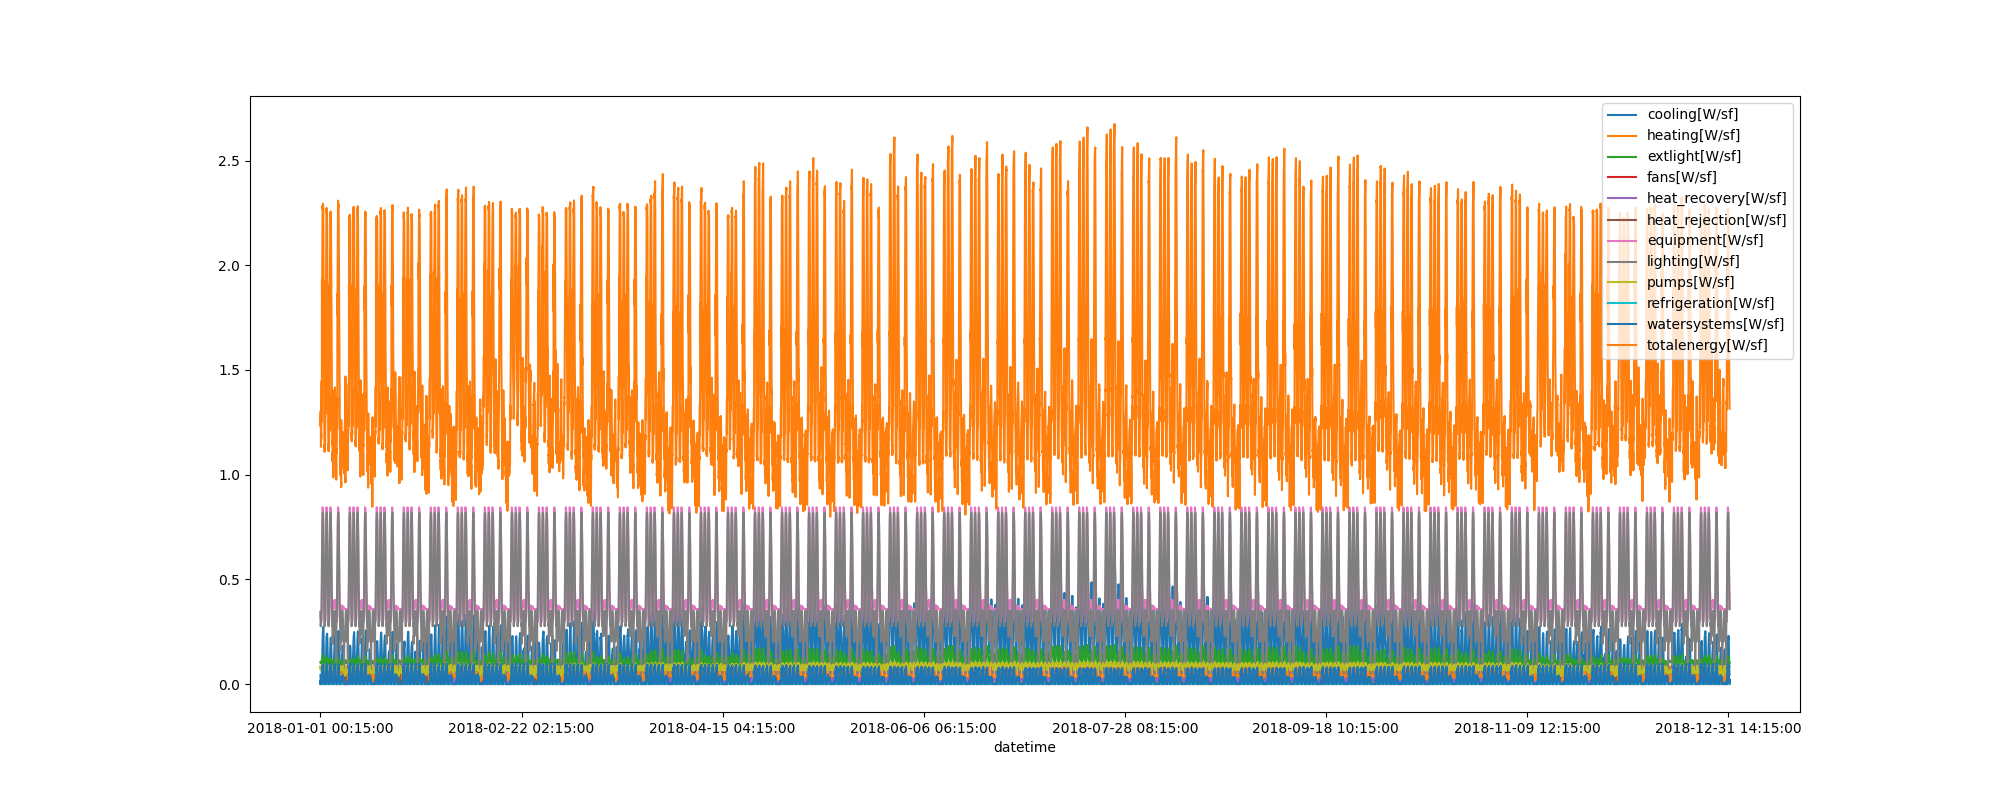 2.5
2.0
1.5
1.0
0.5
0.0
cooling[W/sf]
heating[W/sf]
extlight[W/sf]
fans[W/sf]
heat_recovery[W/sf]
heat_rejection[W/sf]
equipment[W/sf]
lighting[W/sf]
pumps[W/sf]
refrigeration[W/sf]
watersystems[W/sf]
totalenergy[W/sf]
2018-01-01 00:15:00 2018-02-22 02:15:00 2018-04-15 04:15:00 2018-06-06 06:15:00 2018-07-28 08:15:00 2018-09-18 10:15:00 2018-11-09 12:15:00 2018-12-31 14:15:00
datetime